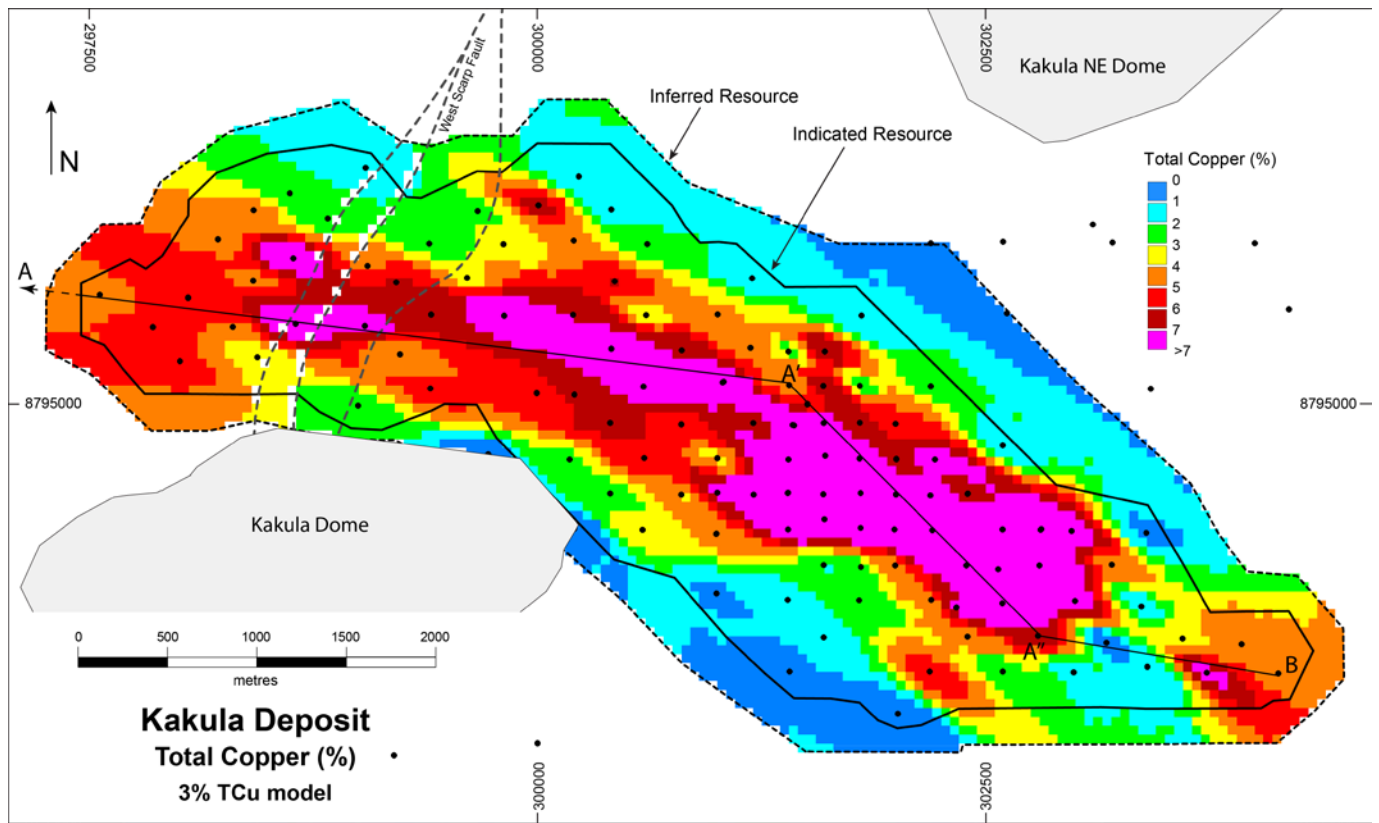 297500
300000
302500
West Scarp Fault
Kakula NE Dome
Inferred Resource
Indicated Resource
N
Total Copper (%)
0
1
2
3
4
5
6
7
>7
A
A'
8795000
8795000
Kakula Dome
A"
B
0 500 1000 1500 2000
metres
Kakula Deposit
Total Copper (%)
3% TCu model
300000
302500